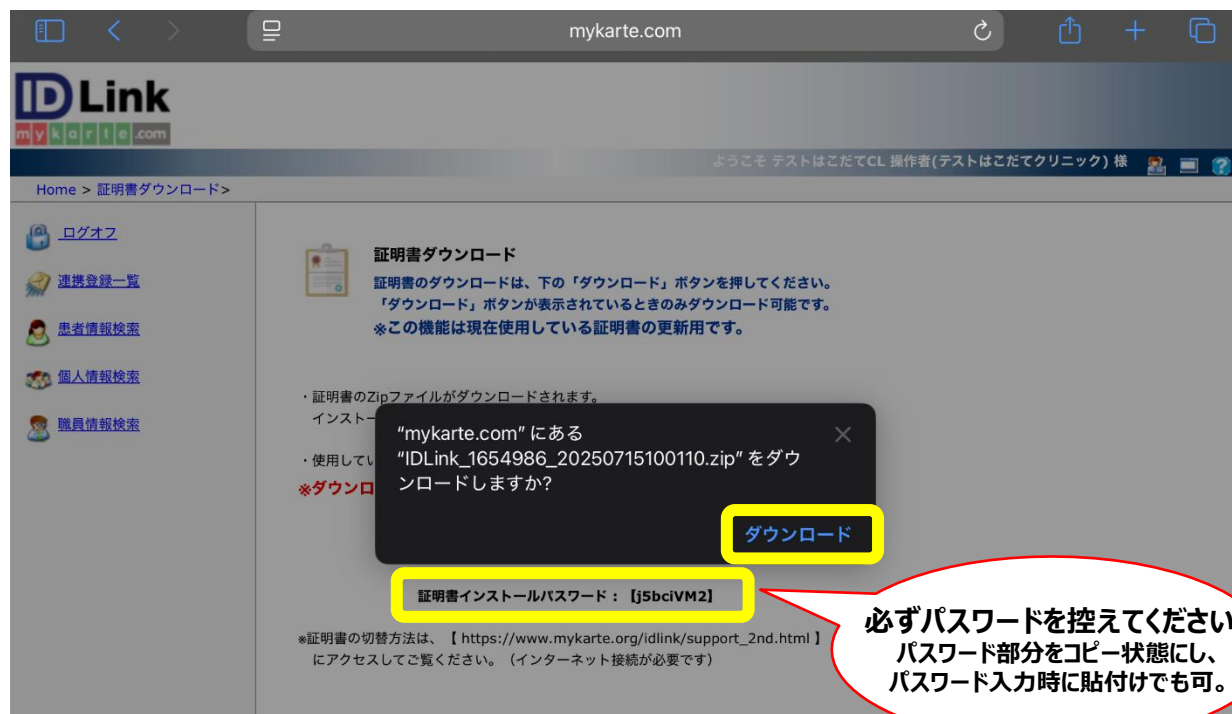 mykarte.com
ID Link
mykarte.com
ようこそ テストはこだてCL 操作者(テストはこだてクリニック) 様
Home > 証明書ダウンロード>
ログオフ
連携登録一覧
患者情報検索
個人情報検索
職員情報検索
証明書ダウンロード
証明書のダウンロードは、下の「ダウンロード」ボタンを押してください。
「ダウンロード」ボタンが表示されているときのみダウンロード可能です。
※この機能は現在使用している証明書の更新用です。
・証明書のZipファイルがダウンロードされます。
インストー
・使用してい
※ダウンロ
“mykarte.com” にある
“IDLink_1654986_20250715100110.zip” をダウ
ンロードしますか?
ダウンロード
証明書インストールパスワード：【j5bciVM2】
※証明書の切替方法は、【 https://www.mykarte.org/idlink/support_2nd.html 】
にアクセスしてご覧ください。（インターネット接続が必要です）
必ずパスワードを控えてください
パスワード部分をコピー状態にし、
パスワード入力時に貼付けでも可。